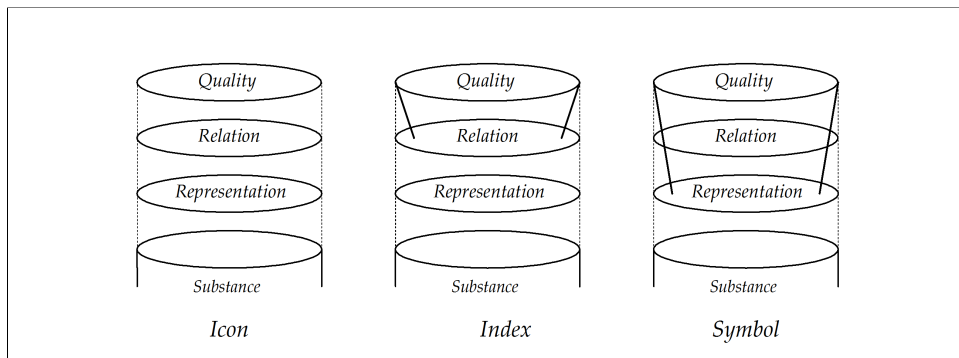 Quality Quality Quality
Relation Relation Relation
Representation Representation Representation
Substance Substance Substance
Icon Index Symbol